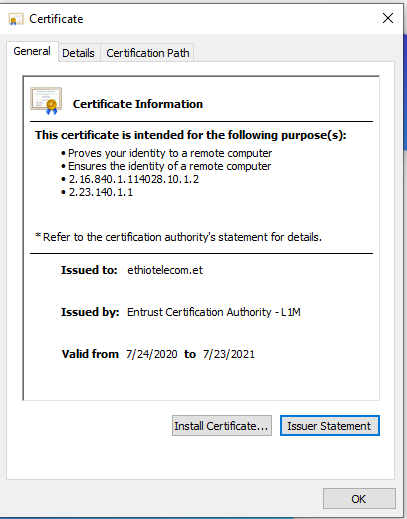 Certificate
General Details Certification Path
Certificate Information
This certificate is intended for the following purpose(s):
• Proves your identity to a remote computer
• Ensures the identity of a remote computer
• 2.16.840.1.114028.10.1.2
• 2.23.140.1.1
* Refer to the certification authority's statement for details.
Issued to: ethiotelecom.et
Issued by: Entrust Certification Authority - L1M
Valid from 7/24/2020 to 7/23/2021
Install Certificate... Issuer Statement
OK